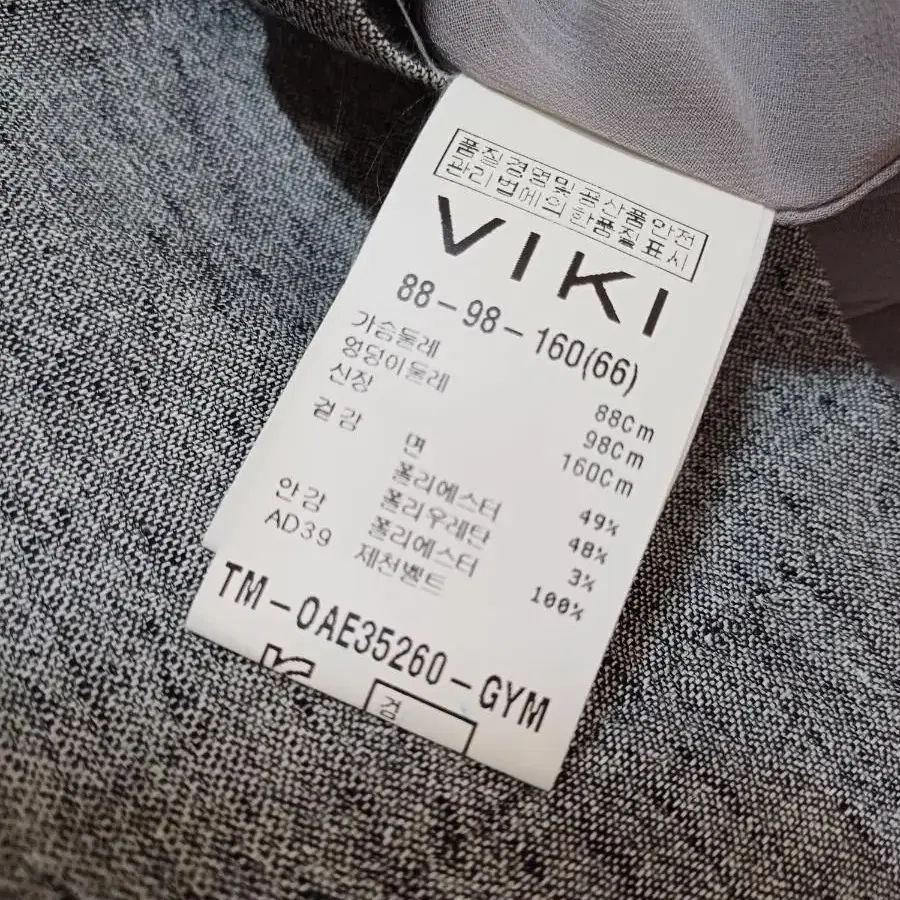 품질경영및공산품안전
관리법에의한품질표시
VIKI
88-98-160(66)
가슴둘레 88Cm
엉덩이둘레 98Cm
신장 160Cm
겉감 면 49%
폴리에스터 48%
폴리우레탄 3%
안감 폴리에스터 100%
AD39 제천벨트
TM-OAE35260-GYM
검